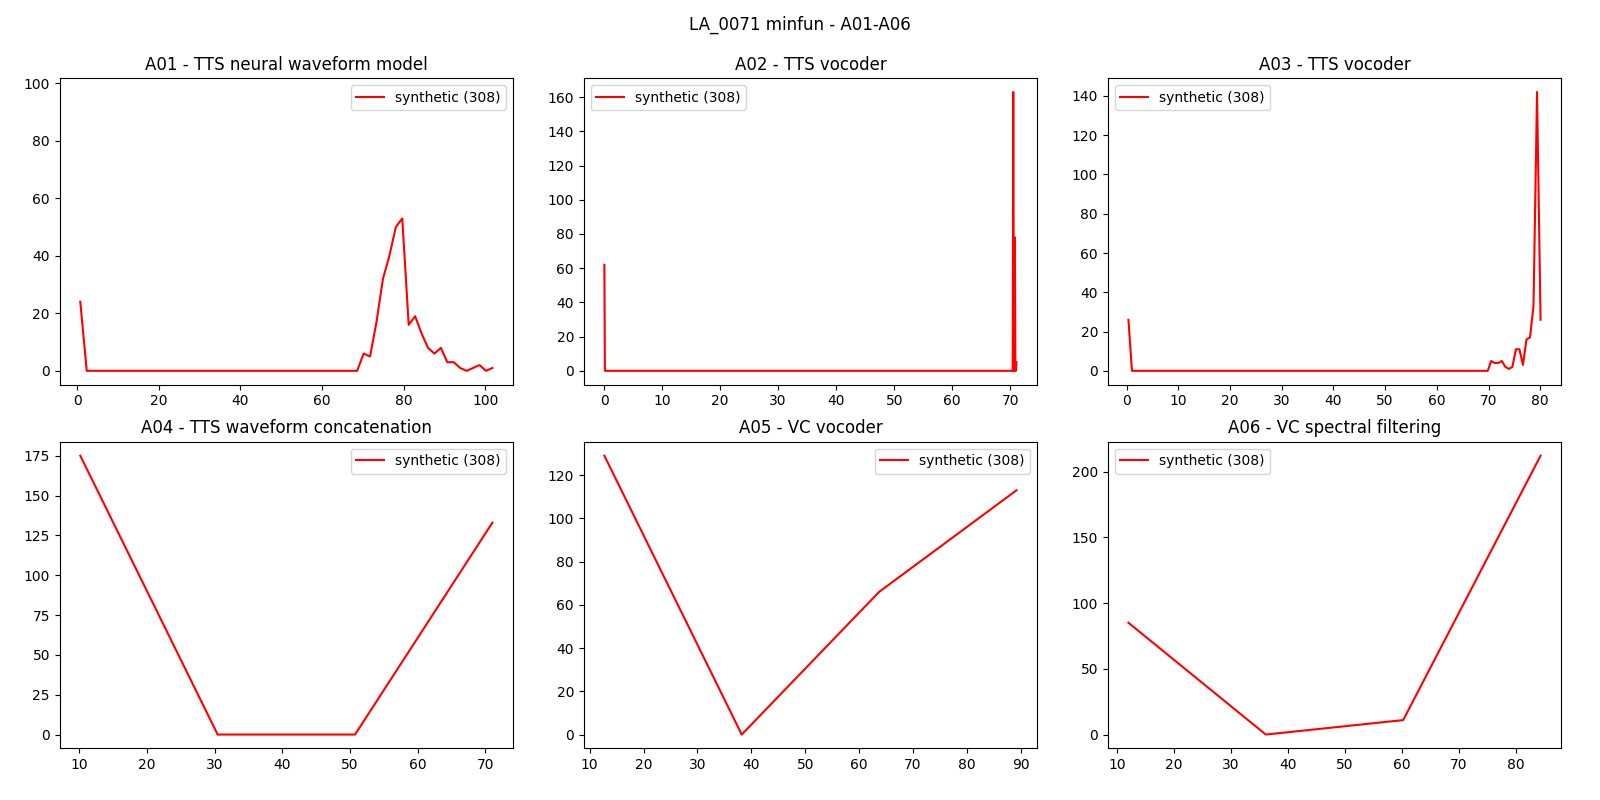 LA_0071 minfun - A01-A06
A01 - TTS neural waveform model
100
80
60
40
20
0
synthetic (308)
0 20 40 60 80 100
A02 - TTS vocoder
160
140
120
100
80
60
40
20
0
synthetic (308)
0 10 20 30 40 50 60 70
A03 - TTS vocoder
140
120
100
80
60
40
20
0
synthetic (308)
0 10 20 30 40 50 60 70 80
A04 - TTS waveform concatenation
175
150
125
100
75
50
25
0
synthetic (308)
10 20 30 40 50 60 70
A05 - VC vocoder
120
100
80
60
40
20
0
synthetic (308)
10 20 30 40 50 60 70 80 90
A06 - VC spectral filtering
200
150
100
50
0
synthetic (308)
10 20 30 40 50 60 70 80